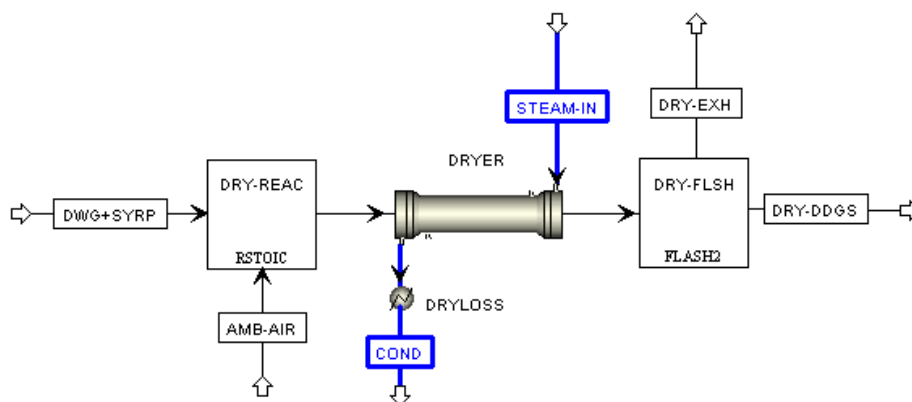 STEAM-IN
DRY-EXH
DRYER
DRY-REAC
DRY-FLSH
DWG+SYRP
DRY-DDGS
RSTOIC
FLASH2
DRYLOSS
AMB-AIR
COND